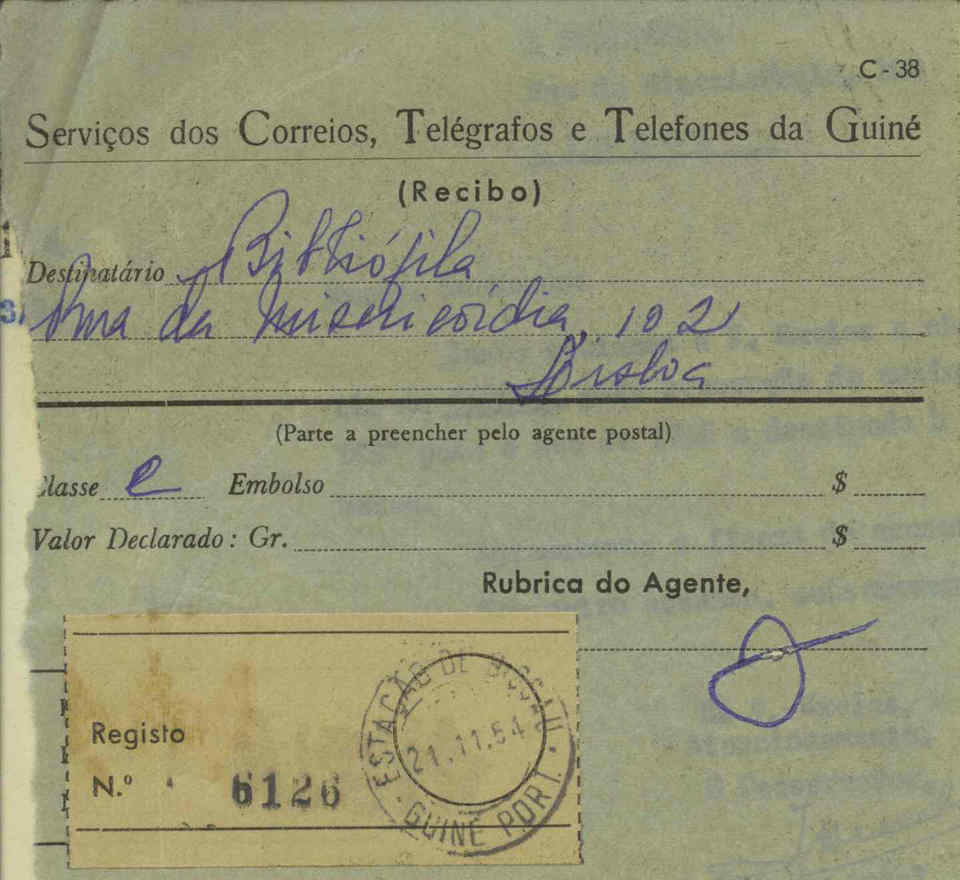 C-38
Serviços dos Correios, Telégrafos e Telefones da Guiné
(Recibo)
Destinatário A Bibliófila
Rua da Misericórdia, 102
Lisboa
(Parte a preencher pelo agente postal)
Classe e Embolso $
Valor Declarado: Gr. $
Rubrica do Agente,
Registo
N.º 6126
ESTAÇÃO DE BISSAU
21.11.54
GUINÉ PORT.